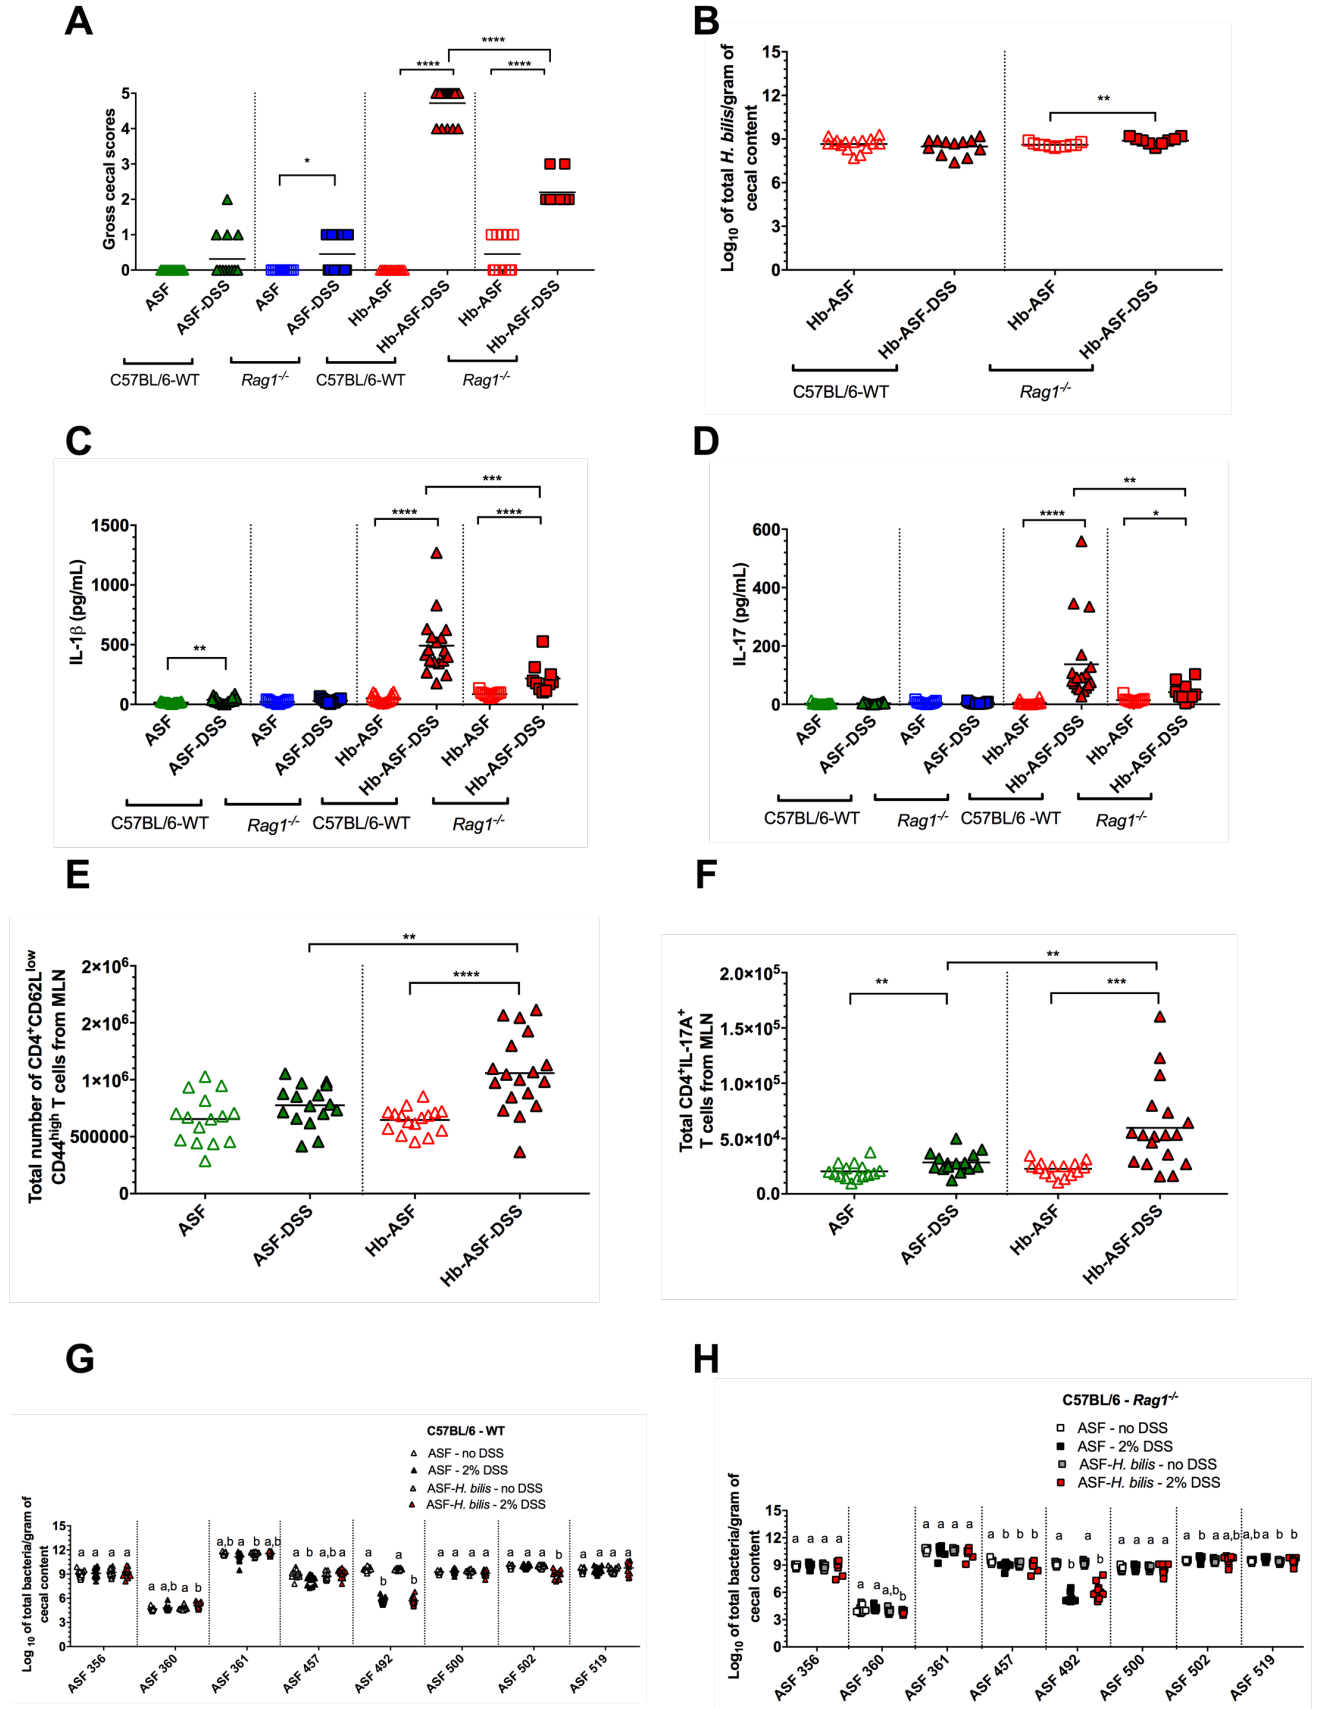 A
****
****
****
*
Gross cecal scores
5
4
3
2
1
0
ASF
ASF-DSS
ASF
ASF-DSS
Hb-ASF
Hb-ASF-DSS
Hb-ASF
Hb-ASF-DSS
C57BL/6-WT
Rag1-/-
C57BL/6-WT
Rag1-/-
B
Log10 of total H. bilis/gram of
cecal content
15
12
9
6
3
0
**
Hb-ASF
Hb-ASF-DSS
Hb-ASF
Hb-ASF-DSS
C57BL/6-WT
Rag1-/-
C
IL-1β (pg/mL)
1500
1000
500
0
**
****
***
****
ASF
ASF-DSS
ASF
ASF-DSS
Hb-ASF
Hb-ASF-DSS
Hb-ASF
Hb-ASF-DSS
C57BL/6-WT
Rag1-/-
C57BL/6-WT
Rag1-/-
D
IL-17 (pg/mL)
600
400
200
0
**
****
*
ASF
ASF-DSS
ASF
ASF-DSS
Hb-ASF
Hb-ASF-DSS
Hb-ASF
Hb-ASF-DSS
C57BL/6-WT
Rag1-/-
C57BL/6 -WT
Rag1-/-
E
Total number of CD4+CD62Llow
CD44high T cells from MLN
2×10^6
2×10^6
1×10^6
500000
0
**
****
ASF
ASF-DSS
Hb-ASF
Hb-ASF-DSS
F
Total CD4+IL-17A+
T cells from MLN
2.0×10^5
1.5×10^5
1.0×10^5
5.0×10^4
0.0
**
**
***
ASF
ASF-DSS
Hb-ASF
Hb-ASF-DSS
G
C57BL/6 - WT
ASF - no DSS
ASF - 2% DSS
ASF-H. bilis - no DSS
ASF-H. bilis - 2% DSS
Log10 of total bacteria/gram of
cecal content
15
12
9
6
3
0
a a a a
a a,b a b
a,b a b a,b
a b a,b a
a b a b
a a a a
a a a b
a a a a
ASF 356
ASF 360
ASF 361
ASF 457
ASF 492
ASF 500
ASF 502
ASF 519
H
C57BL/6 - Rag1-/-
ASF - no DSS
ASF - 2% DSS
ASF-H. bilis - no DSS
ASF-H. bilis - 2% DSS
Log10 of total bacteria/gram of
cecal content
15
12
9
6
3
0
a a a a
a a a,b b
a a a a
a b b b
a b a b
a a a a
a b a a,b
a,b a b b
ASF 356
ASF 360
ASF 361
ASF 457
ASF 492
ASF 500
ASF 502
ASF 519